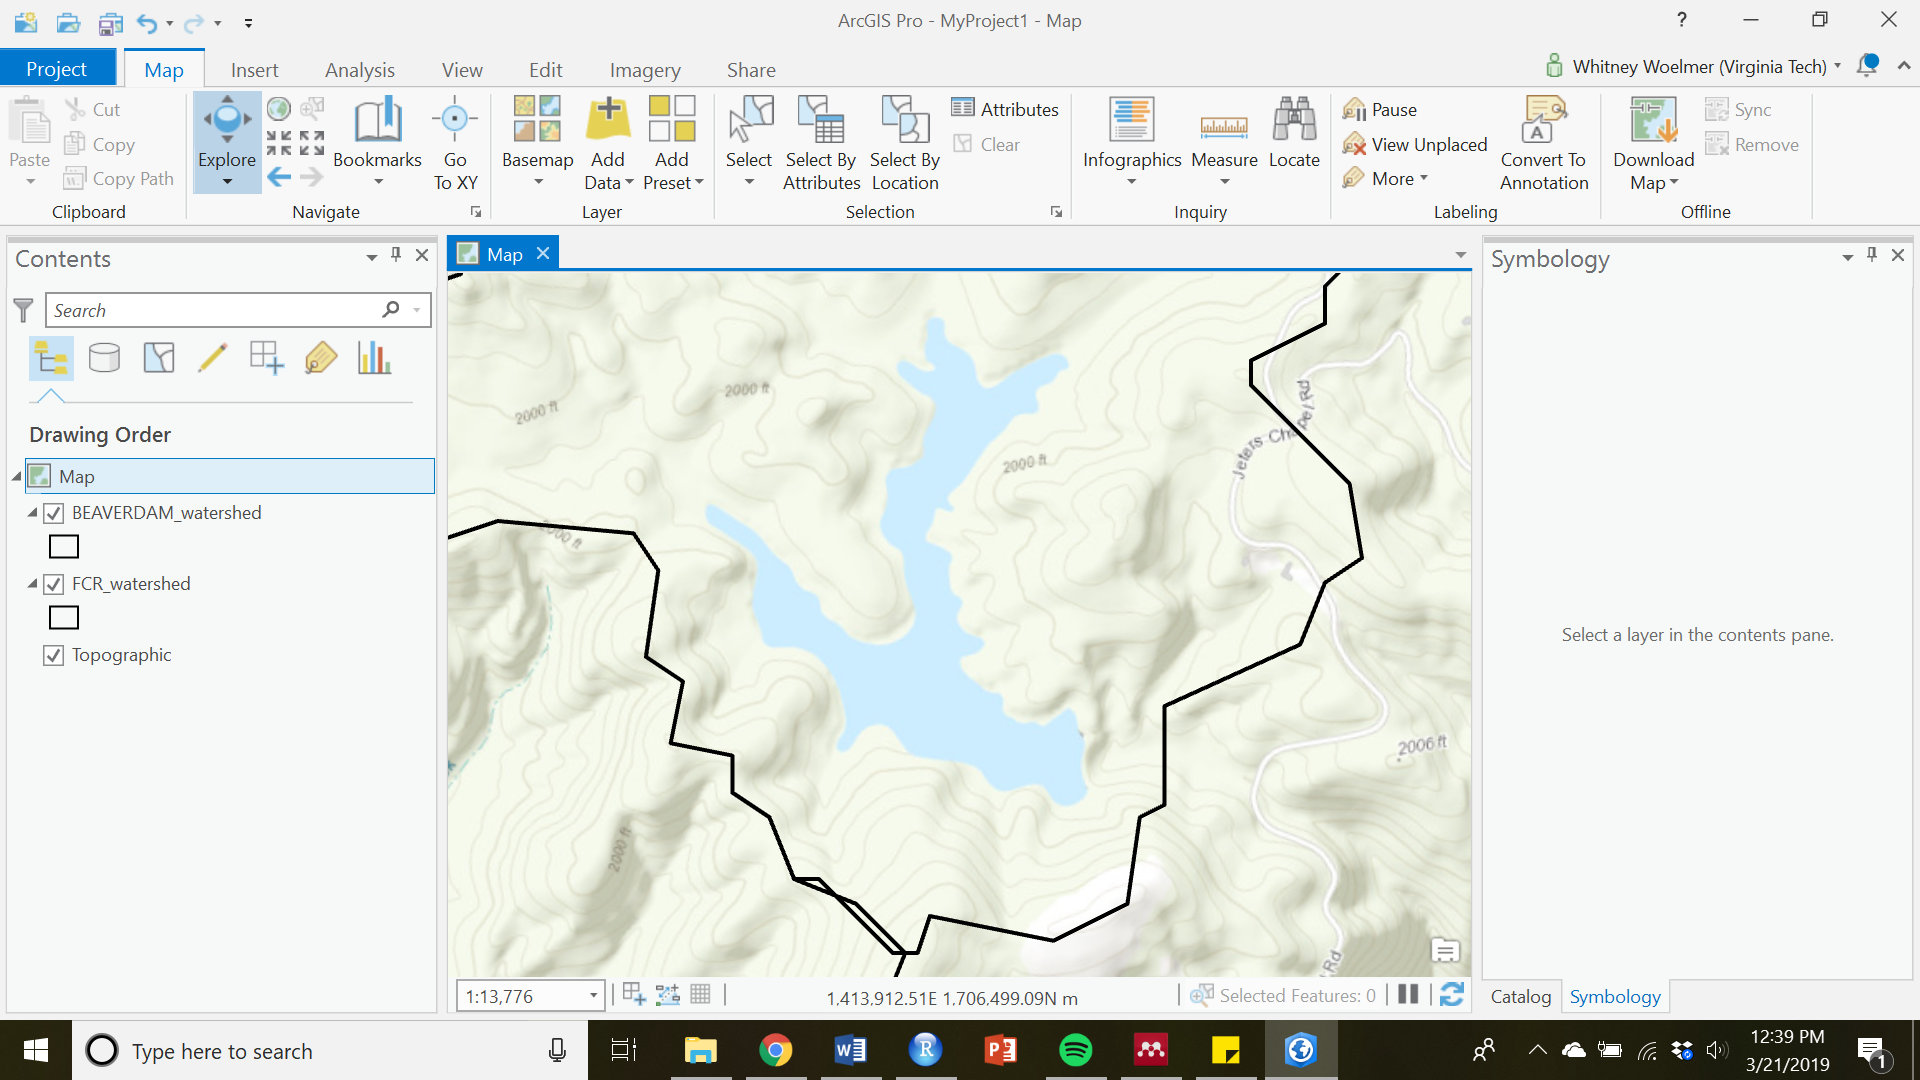 ArcGIS Pro - MyProject1 - Map
?
Project
Map
Insert
Analysis
View
Edit
Imagery
Share
Whitney Woelmer (Virginia Tech)
Paste
Cut
Copy
Copy Path
Clipboard
Explore
Bookmarks
Go
To XY
Navigate
Basemap
Add
Data
Add
Preset
Layer
Select
Select By
Attributes
Select By
Location
Attributes
Clear
Selection
Infographics
Measure
Locate
Inquiry
Pause
View Unplaced
More
Convert To
Annotation
Labeling
Download
Map
Sync
Remove
Offline
Contents
Search
Drawing Order
Map
BEAVERDAM_watershed
FCR_watershed
Topographic
Map
2000 ft
2000 ft
2000 ft
2000 ft
2000 ft
2006 ft
Jeters Chapel Rd
Rd
1:13,776
1,413,912.51E 1,706,499.09N m
Selected Features: 0
Symbology
Select a layer in the contents pane.
Catalog
Symbology
Type here to search
12:39 PM
3/21/2019
1